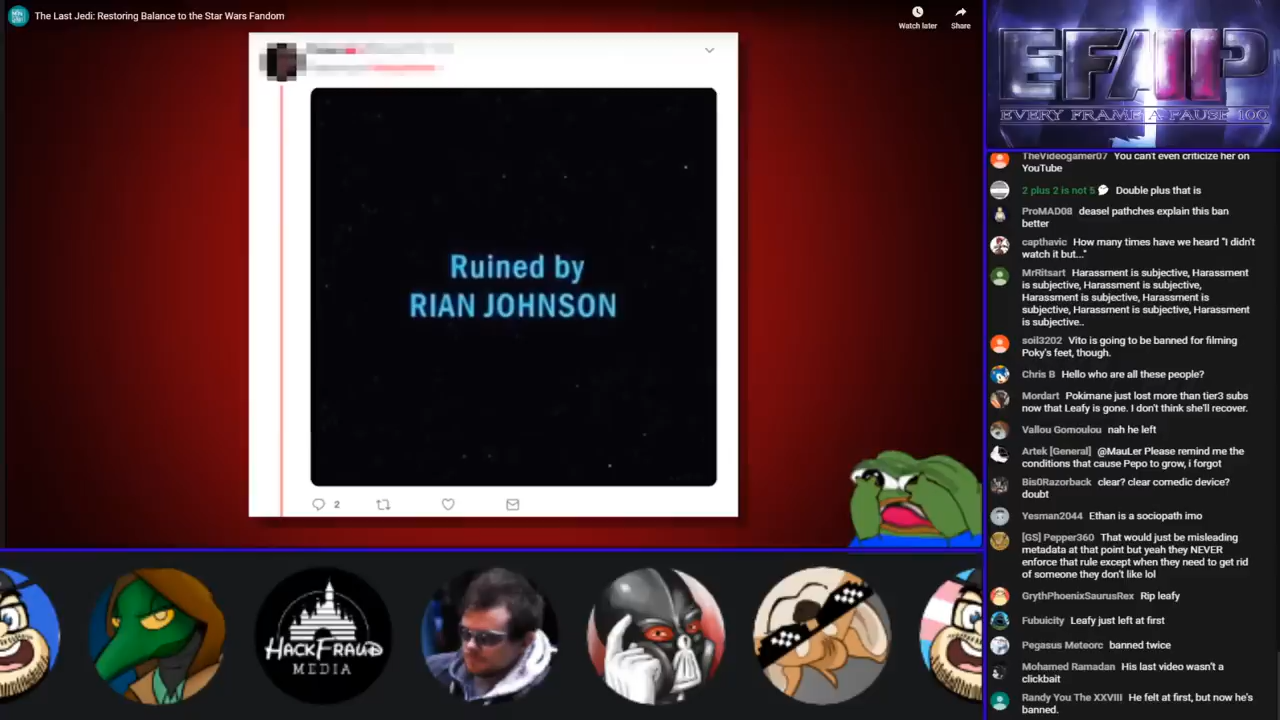 The Last Jedi: Restoring Balance to the Star Wars Fandom
Watch later
Share
Ruined by
RIAN JOHNSON
2
HACKFRAUD
MEDIA
EFAP
EVERY FRAME A PAUSE 100
TheVideogamer07 You can't even criticize her on
YouTube
2 plus 2 is not 5 Double plus that is
ProMAD08 deasel pathches explain this ban
better
capthavic How many times have we heard "I didn't
watch it but..."
MrRitsart Harassment is subjective, Harassment
is subjective, Harassment is subjective,
Harassment is subjective, Harassment is
subjective, Harassment is subjective, Harassment
is subjective..
soil3202 Vito is going to be banned for filming
Poky's feet, though.
Chris B Hello who are all these people?
Mordart Pokimane just lost more than tier3 subs
now that Leafy is gone. I don't think she'll recover.
Vallou Gomoulou nah he left
Artek [General] @MauLer Please remind me the
conditions that cause Pepo to grow, i forgot
Bis0Razorback clear? clear comedic device?
doubt
Yesman2044 Ethan is a sociopath imo
[GS] Pepper360 That would just be misleading
metadata at that point but yeah they NEVER
enforce that rule except when they need to get rid
of someone they don't like lol
GrythPhoenixSaurusRex Rip leafy
Fubuicity Leafy just left at first
Pegasus Meteorc banned twice
Mohamed Ramadan His last video wasn't a
clickbait
Randy You The XXVIII He felt at first, but now he's
banned.